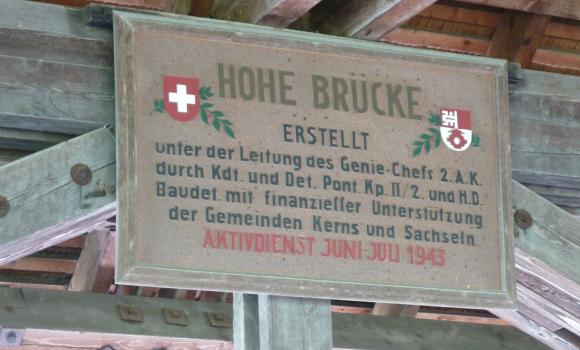 HOHE BRÜCKE
ERSTELLT
unter der Leitung des Genie-Chefs 2.A.K.
durch Kdt. und Det. Pont. Kp. II/2. und H.D.
Baudet. mit finanzieller Unterstützung
der Gemeinden Kerns und Sachseln
AKTIVDIENST JUNI-JULI 1943